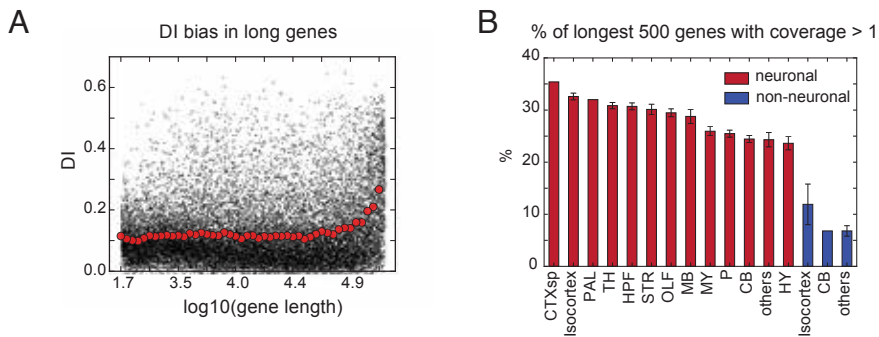 A
DI bias in long genes
DI
0.6
0.4
0.2
0.0
1.7 3.5 4.0 4.4 4.9
log10(gene length)
B
% of longest 500 genes with coverage > 1
%
40
30
20
10
0
neuronal
non-neuronal
CTXsp
Isocortex
PAL
TH
HPF
STR
OLF
MB
MY
P
CB
others
HY
Isocortex
CB
others